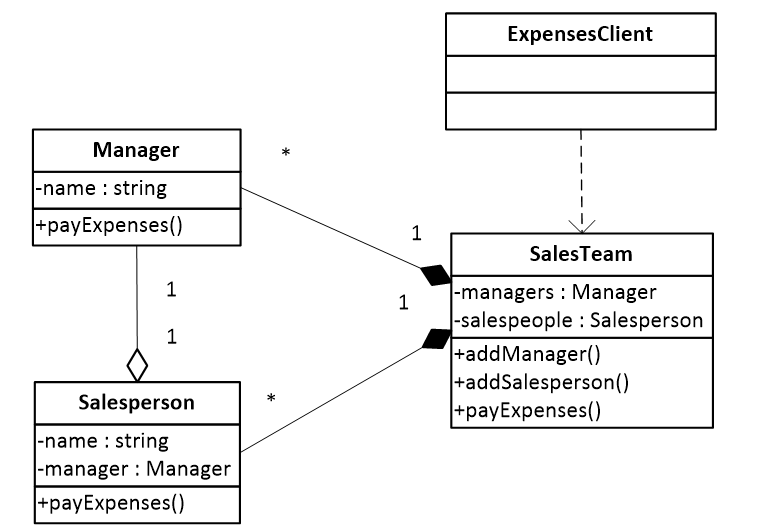 ExpensesClient
Manager
-name : string
+payExpenses()
*
1
SalesTeam
-managers : Manager
-salespeople : Salesperson
+addManager()
+addSalesperson()
+payExpenses()
1
1
1
*
Salesperson
-name : string
-manager : Manager
+payExpenses()